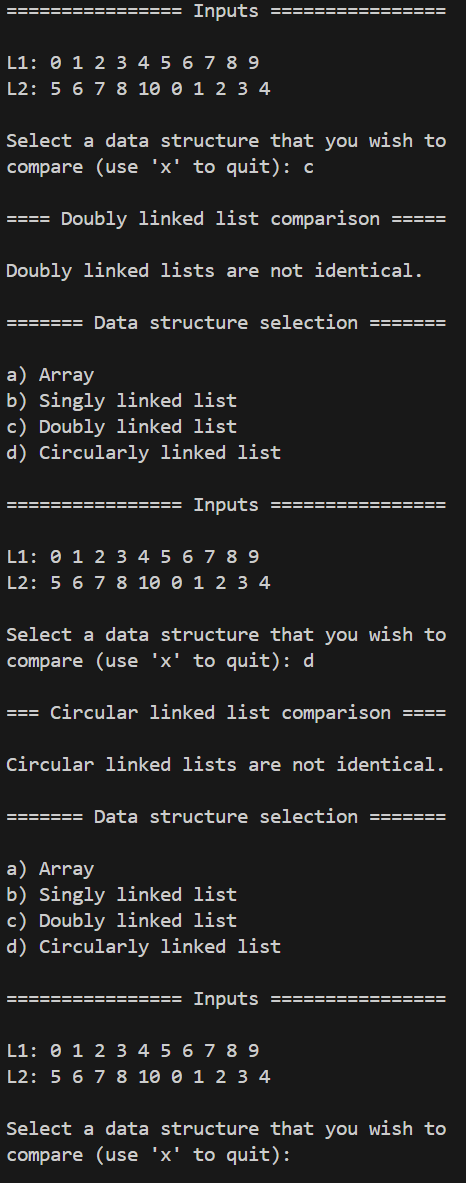 ================ Inputs ================
L1: 0 1 2 3 4 5 6 7 8 9
L2: 5 6 7 8 10 0 1 2 3 4
Select a data structure that you wish to
compare (use 'x' to quit): c
==== Doubly linked list comparison =====
Doubly linked lists are not identical.
======= Data structure selection =======
a) Array
b) Singly linked list
c) Doubly linked list
d) Circularly linked list
================ Inputs ================
L1: 0 1 2 3 4 5 6 7 8 9
L2: 5 6 7 8 10 0 1 2 3 4
Select a data structure that you wish to
compare (use 'x' to quit): d
=== Circular linked list comparison ====
Circular linked lists are not identical.
======= Data structure selection =======
a) Array
b) Singly linked list
c) Doubly linked list
d) Circularly linked list
================ Inputs ================
L1: 0 1 2 3 4 5 6 7 8 9
L2: 5 6 7 8 10 0 1 2 3 4
Select a data structure that you wish to
compare (use 'x' to quit):